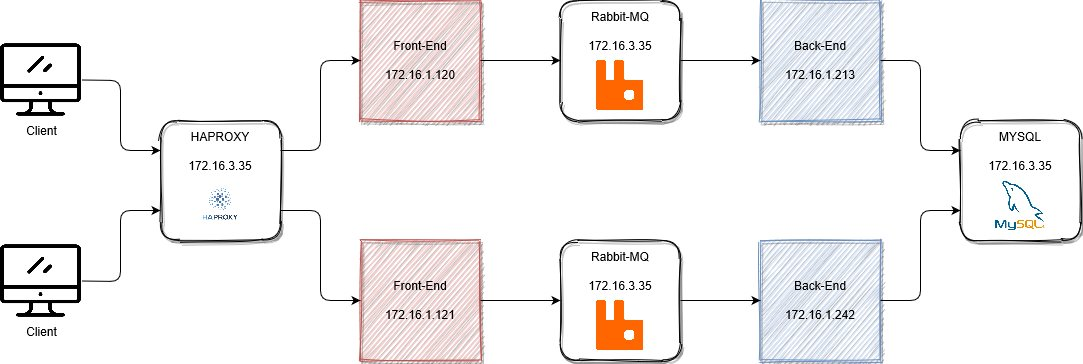 Client
HAPROXY
172.16.3.35
HAPROXY
Front-End
172.16.1.120
Rabbit-MQ
172.16.3.35
Back-End
172.16.1.213
MYSQL
172.16.3.35
MySQL
Client
Front-End
172.16.1.121
Rabbit-MQ
172.16.3.35
Back-End
172.16.1.242